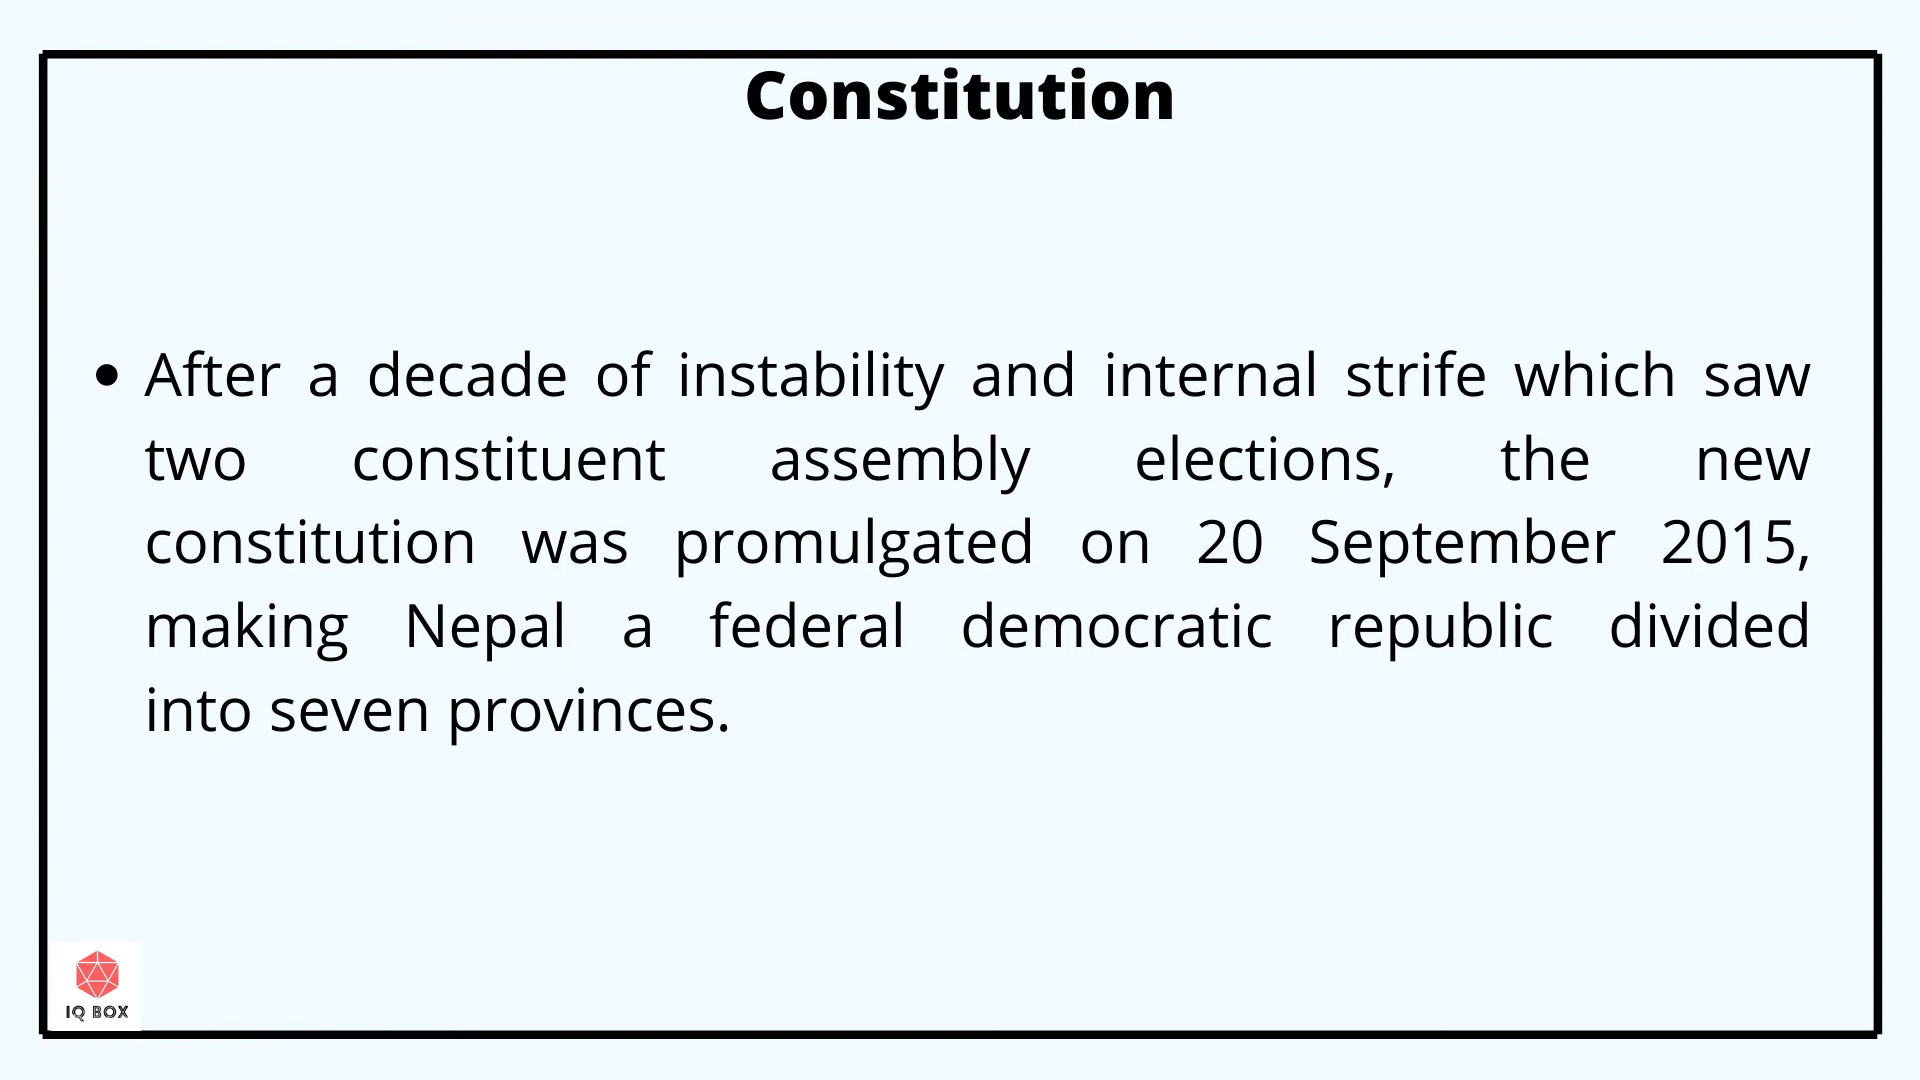 Constitution
• After a decade of instability and internal strife which saw
two constituent assembly elections, the new
constitution was promulgated on 20 September 2015,
making Nepal a federal democratic republic divided
into seven provinces.
IQ BOX